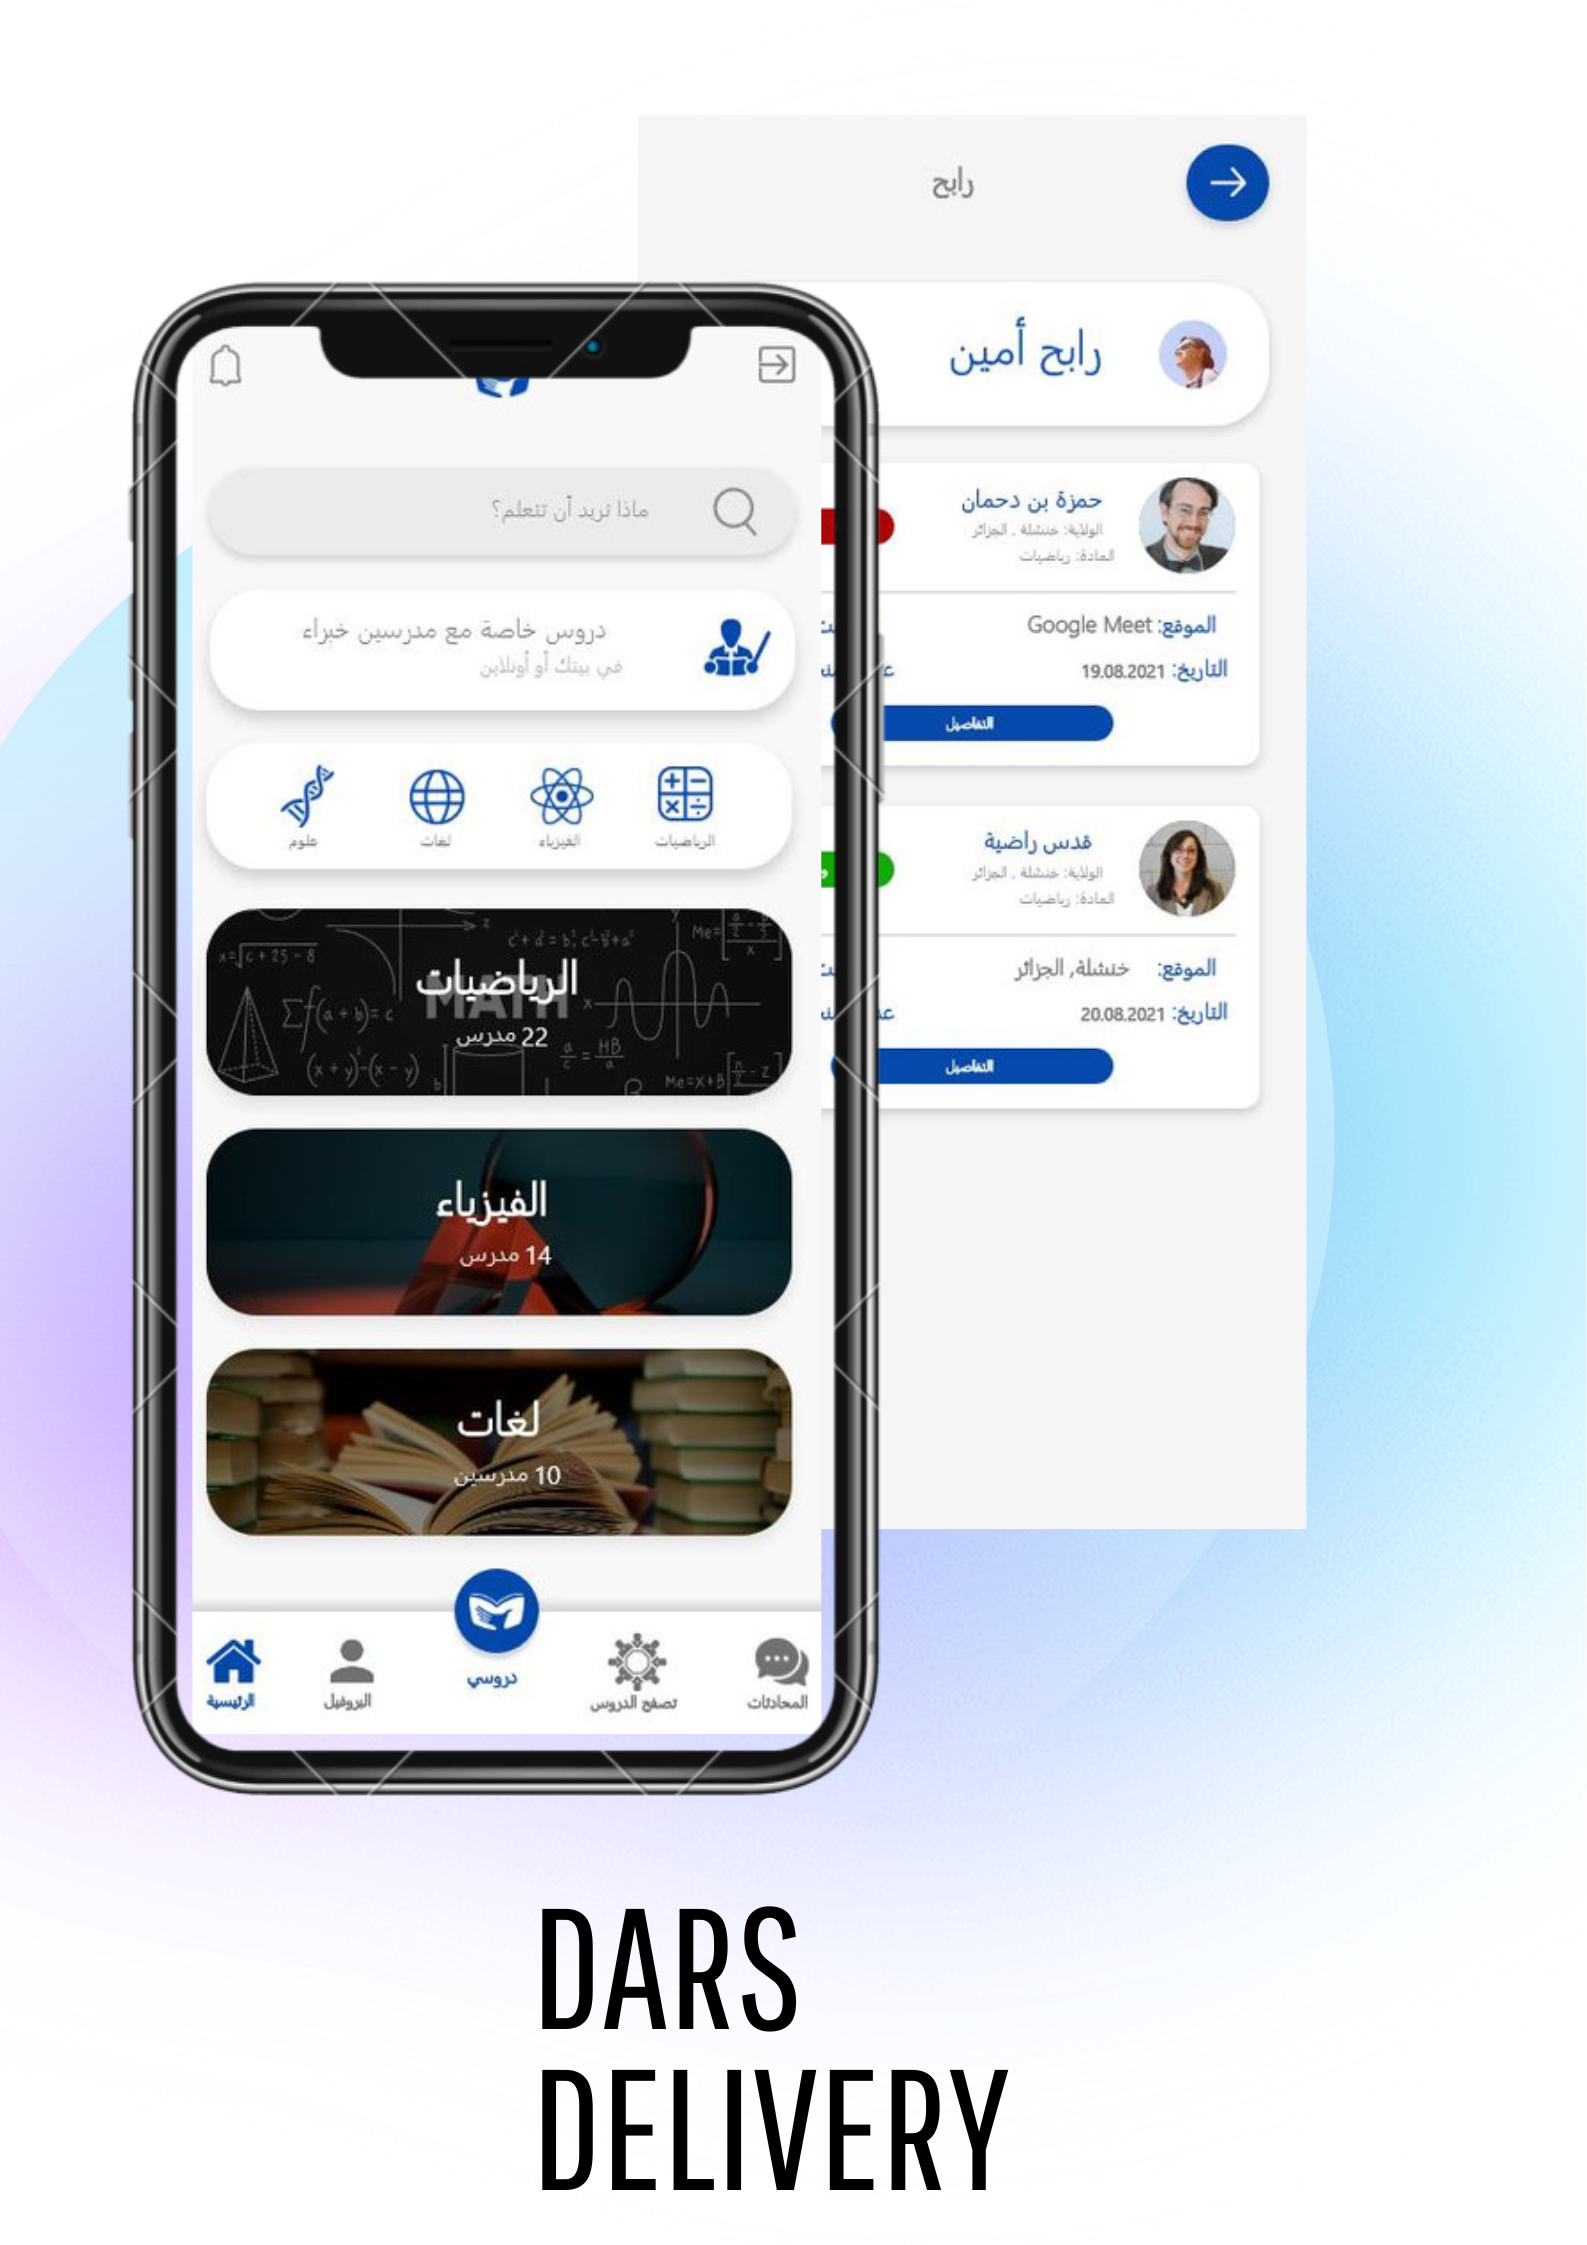 رابح
رابح أمين
حمزة بن دحمان
الولاية: خنشلة , الجزائر
المادة: رياضيات
الموقع: Google Meet
التاريخ: 19.08.2021
التفاصيل
قدس راضية
الولاية: خنشلة , الجزائر
المادة: رياضيات
الموقع: خنشلة, الجزائر
التاريخ: 20.08.2021
التفاصيل
ماذا تريد أن تتعلم؟
دروس خاصة مع مدرسين خبراء
في بيتك أو أونلاين
الرياضيات
الفيزياء
لغات
علوم
الرياضيات
MATH
22 مدرس
الفيزياء
14 مدرس
لغات
10 مدرسين
المحادثات
تصفح الدروس
دروسي
البروفيل
الرئيسية
DARS
DELIVERY